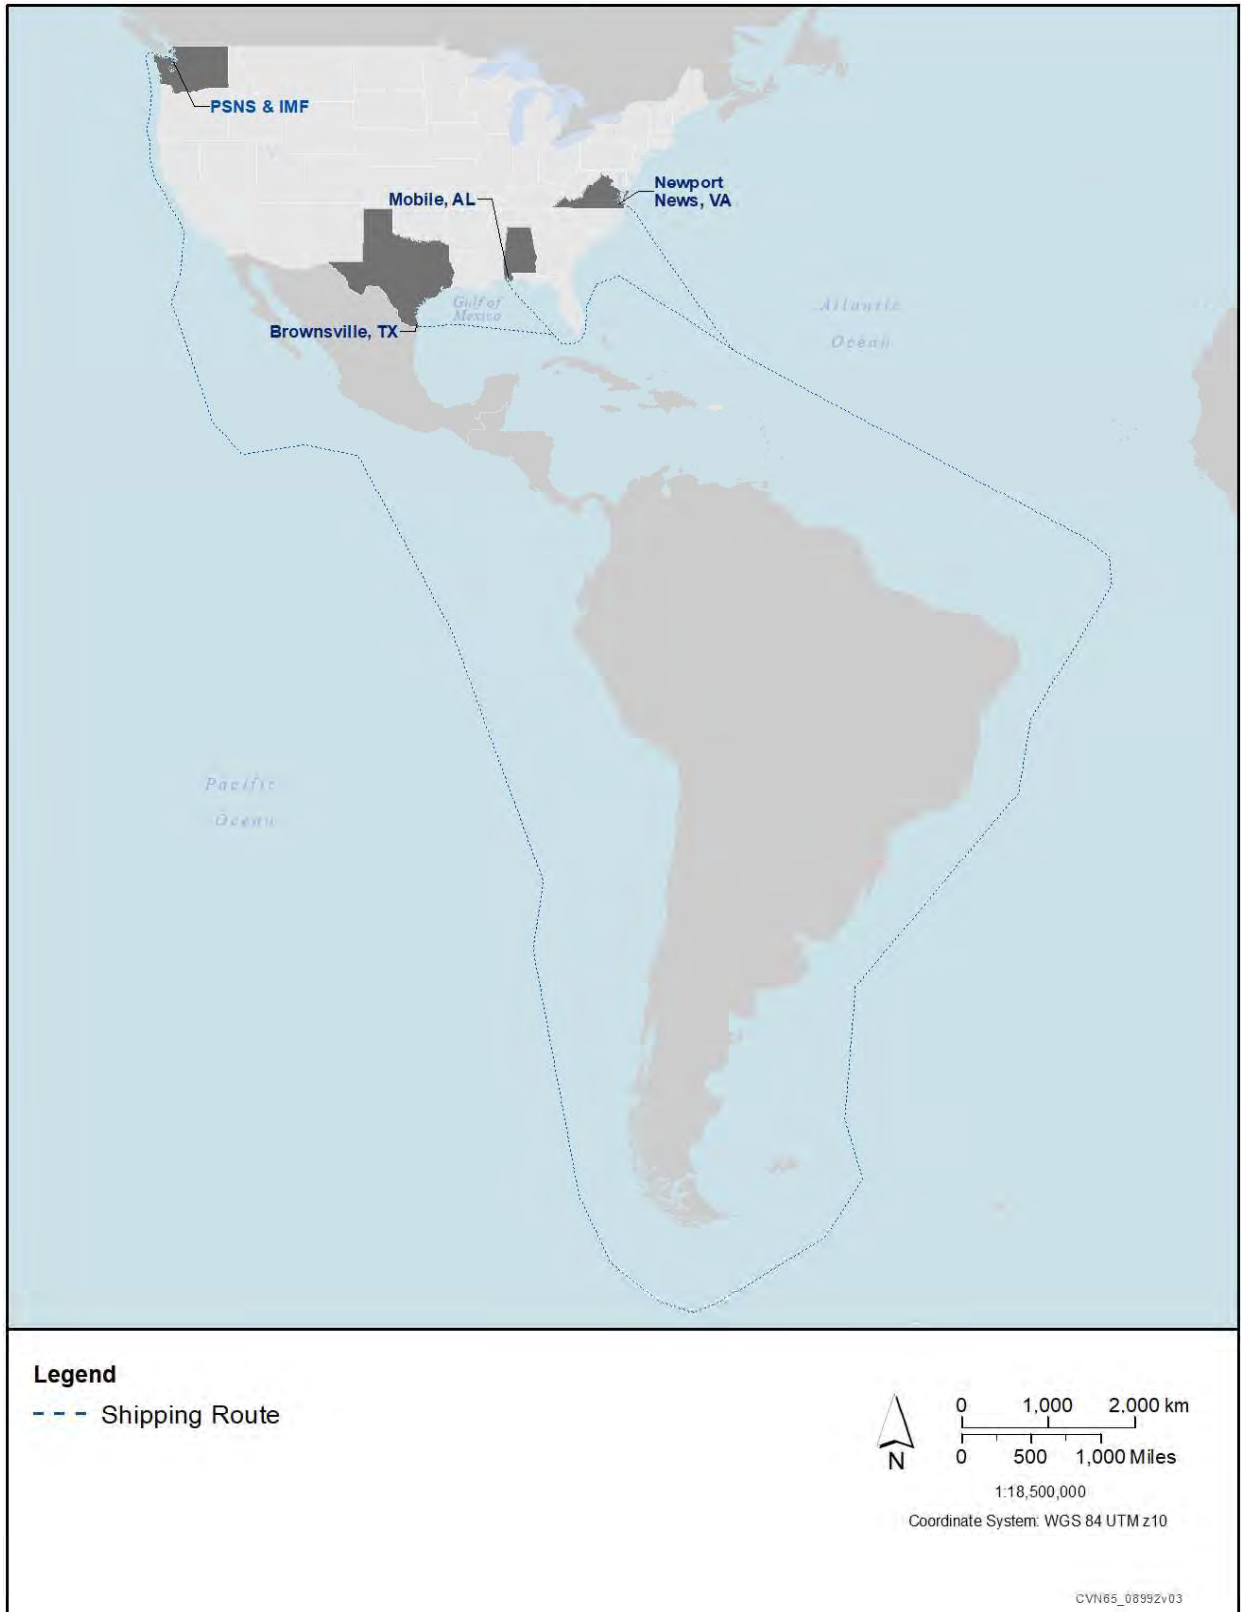 PSNS & IMF
Newport
News, VA
Mobile, AL
Gulf of
Mexico
Atlantic
Ocean
Brownsville, TX
Pacific
Ocean
Legend
Shipping Route
0 1,000 2,000 km
0 500 1,000 Miles
N
1:18,500,000
Coordinate System: WGS 84 UTM z10
CVN65_08992v03